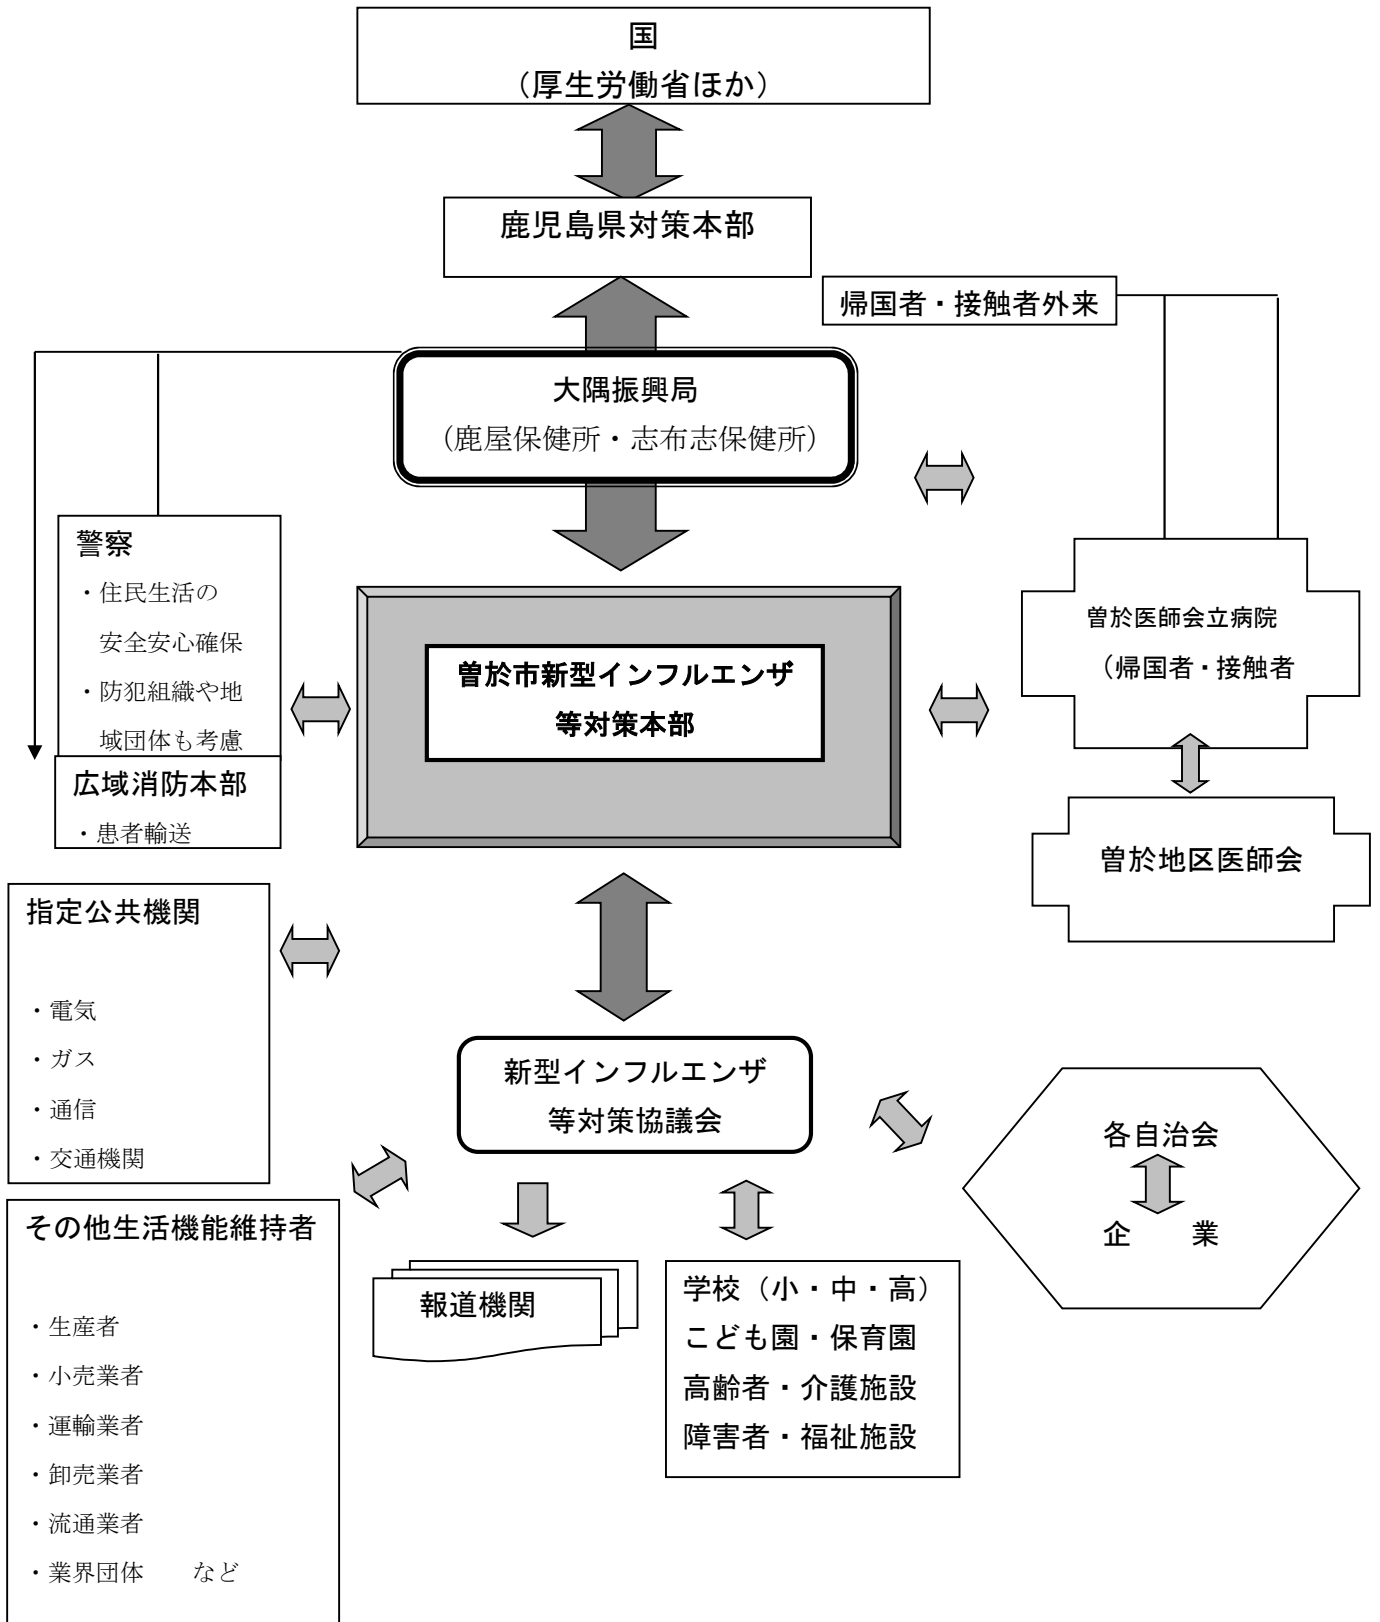 国
（厚生労働省ほか）
鹿児島県対策本部
帰国者・接触者外来
大隅振興局
（鹿屋保健所・志布志保健所）
警察
・住民生活の
安全安心確保
・防犯組織や地
域団体も考慮
広域消防本部
・患者輸送
曽於市新型インフルエンザ
等対策本部
曽於医師会立病院
（帰国者・接触者
曽於地区医師会
指定公共機関
・電気
・ガス
・通信
・交通機関
新型インフルエンザ
等対策協議会
各自治会
企　業
その他生活機能維持者
・生産者
・小売業者
・運輸業者
・卸売業者
・流通業者
・業界団体　　など
報道機関
学校（小・中・高）
こども園・保育園
高齢者・介護施設
障害者・福祉施設